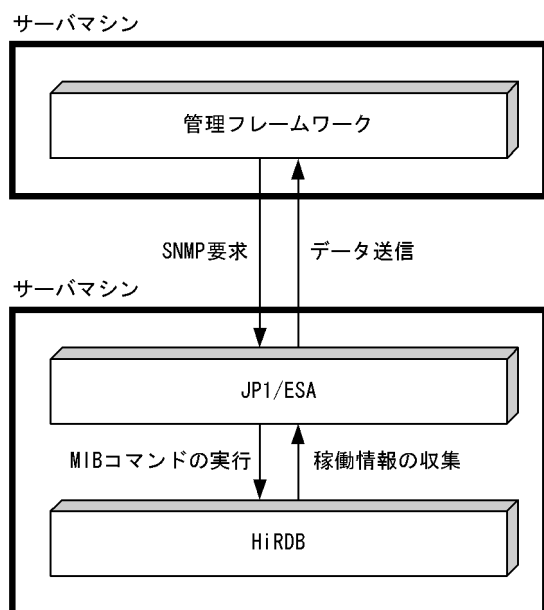 サーバマシン
管理フレームワーク
SNMP要求 データ送信
サーバマシン
JP1/ESA
MIBコマンドの実行 稼働情報の収集
HiRDB